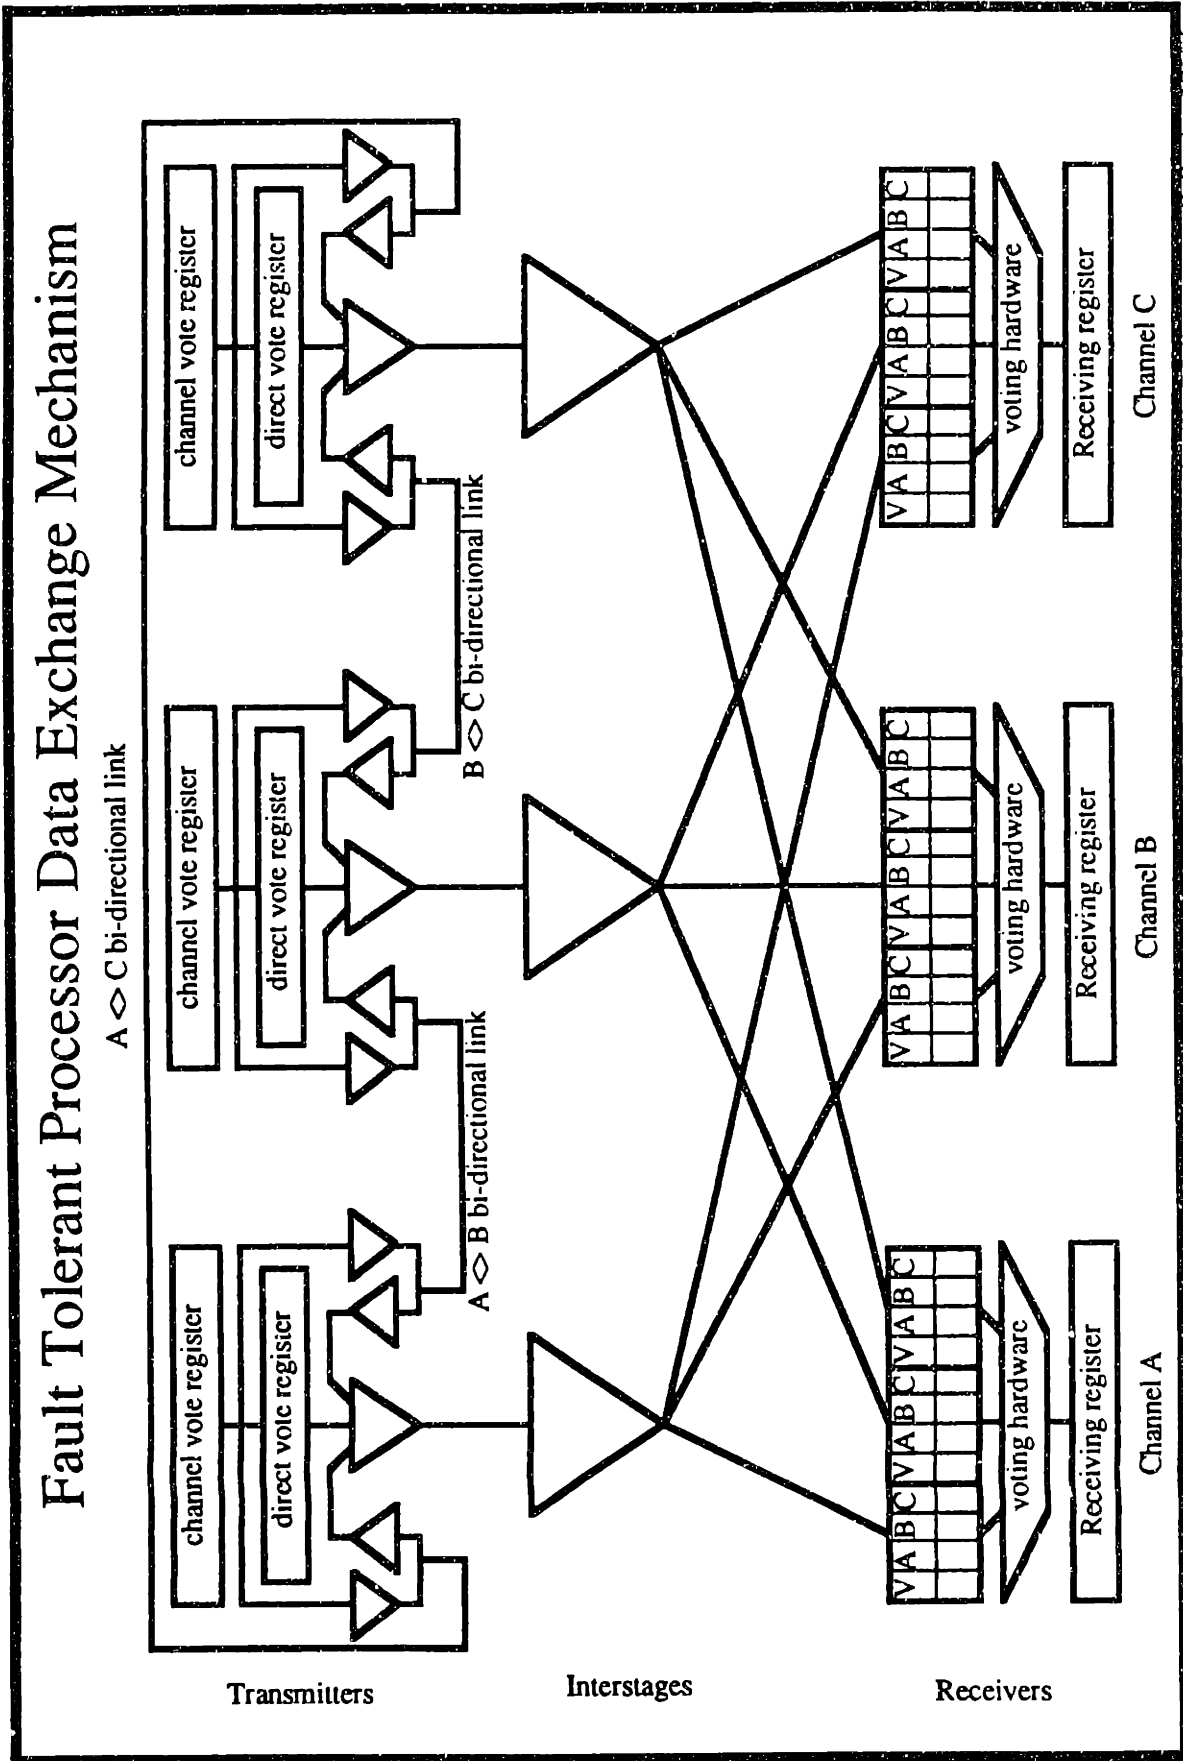 Fault Tolerant Processor Data Exchange Mechanism
A <> C bi-directional link
channel vote register
channel vote register
channel vote register
direct vote register
direct vote register
direct vote register
Transmitters
A <> B bi-directional link
B <> C bi-directional link
Interstages
Receivers
V A B C V A B C V A B C
V A B C V A B C V A B C
V A B C V A B C V A B C
voting hardware
voting hardware
voting hardware
Receiving register
Receiving register
Receiving register
Channel A
Channel B
Channel C